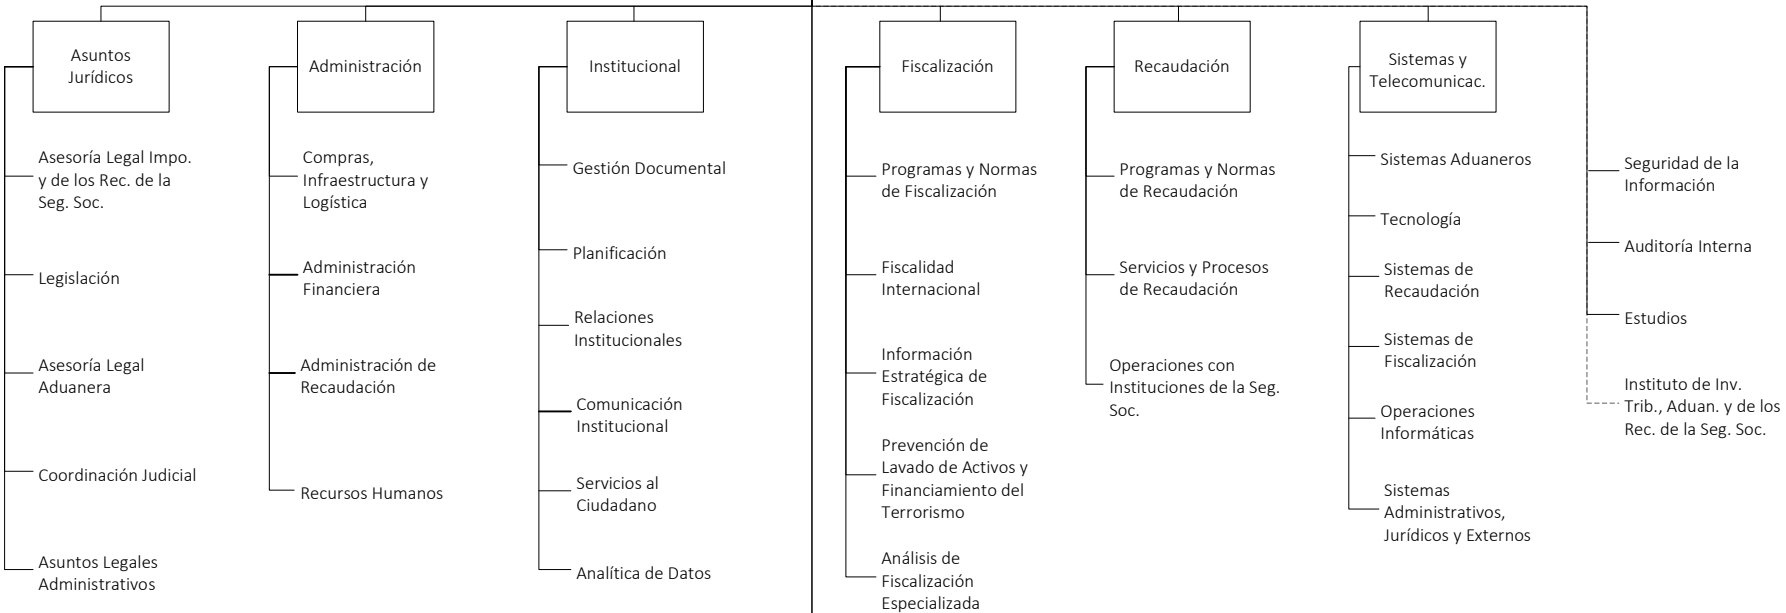 Asuntos
Jurídicos
Asesoría Legal Impo.
y de los Rec. de la
Seg. Soc.
Legislación
Asesoría Legal
Aduanera
Coordinación Judicial
Asuntos Legales
Administrativos
Administración
Compras,
Infraestructura y
Logística
Administración
Financiera
Administración de
Recaudación
Recursos Humanos
Institucional
Gestión Documental
Planificación
Relaciones
Institucionales
Comunicación
Institucional
Servicios al
Ciudadano
Analítica de Datos
Fiscalización
Programas y Normas
de Fiscalización
Fiscalidad
Internacional
Información
Estratégica de
Fiscalización
Prevención de
Lavado de Activos y
Financiamiento del
Terrorismo
Análisis de
Fiscalización
Especializada
Recaudación
Programas y Normas
de Recaudación
Servicios y Procesos
de Recaudación
Operaciones con
Instituciones de la Seg.
Soc.
Sistemas y
Telecomunicac.
Sistemas Aduaneros
Tecnología
Sistemas de
Recaudación
Sistemas de
Fiscalización
Operaciones
Informáticas
Sistemas
Administrativos,
Jurídicos y Externos
Seguridad de la
Información
Auditoría Interna
Estudios
Instituto de Inv.
Trib., Aduan. y de los
Rec. de la Seg. Soc.